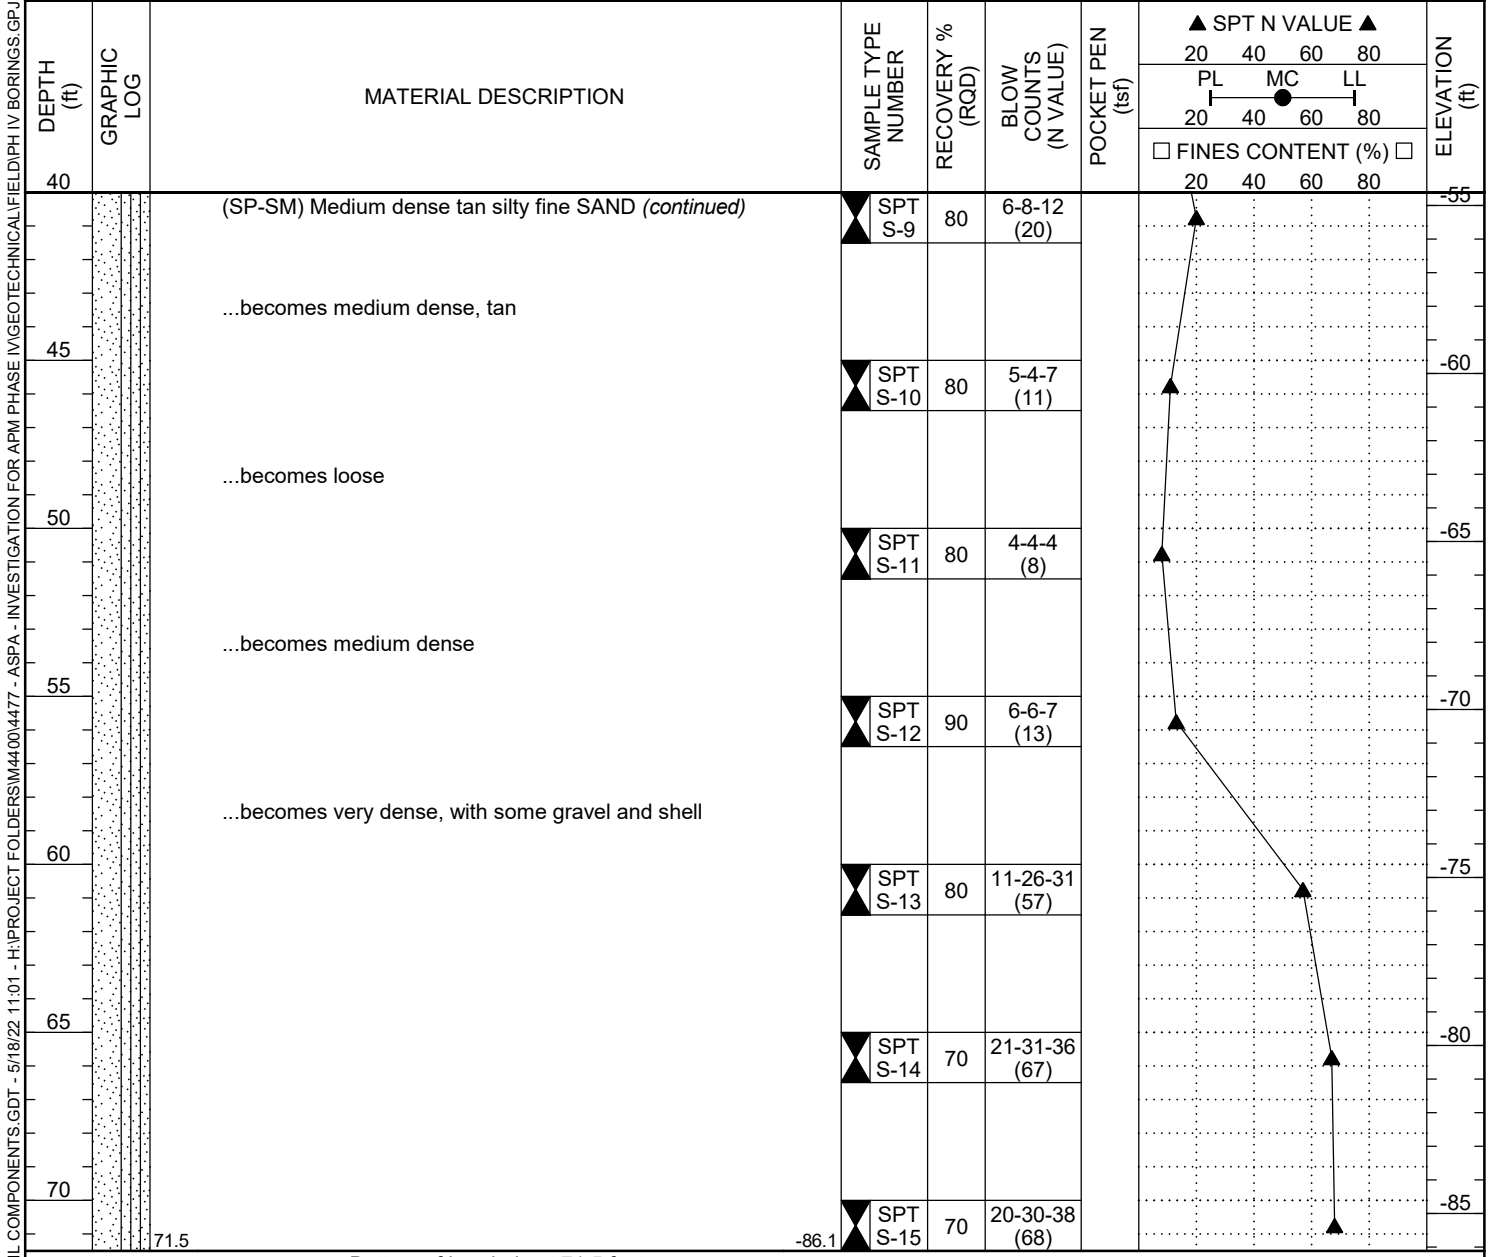 DEPTH
(ft)
GRAPHIC
LOG
MATERIAL DESCRIPTION
SAMPLE TYPE
NUMBER
RECOVERY %
(RQD)
BLOW
COUNTS
(N VALUE)
POCKET PEN
(tsf)
▲ SPT N VALUE ▲
20 40 60 80
PL MC LL
20 40 60 80
□ FINES CONTENT (%) □
20 40 60 80
ELEVATION
(ft)
40
(SP-SM) Medium dense tan silty fine SAND (continued)
SPT
S-9
80
6-8-12
(20)
-55
...becomes medium dense, tan
45
SPT
S-10
80
5-4-7
(11)
-60
...becomes loose
50
SPT
S-11
80
4-4-4
(8)
-65
...becomes medium dense
55
SPT
S-12
90
6-6-7
(13)
-70
...becomes very dense, with some gravel and shell
60
SPT
S-13
80
11-26-31
(57)
-75
65
SPT
S-14
70
21-31-36
(67)
-80
70
SPT
S-15
70
20-30-38
(68)
-85
71.5
-86.1
COMPONENTS.GDT - 5/18/22 11:01 - H:\PROJECT FOLDERS\M4400\4477 - ASPA - INVESTIGATION FOR APM PHASE IV\GEOTECHNICAL\FIELD\PH IV BORINGS.GPJ